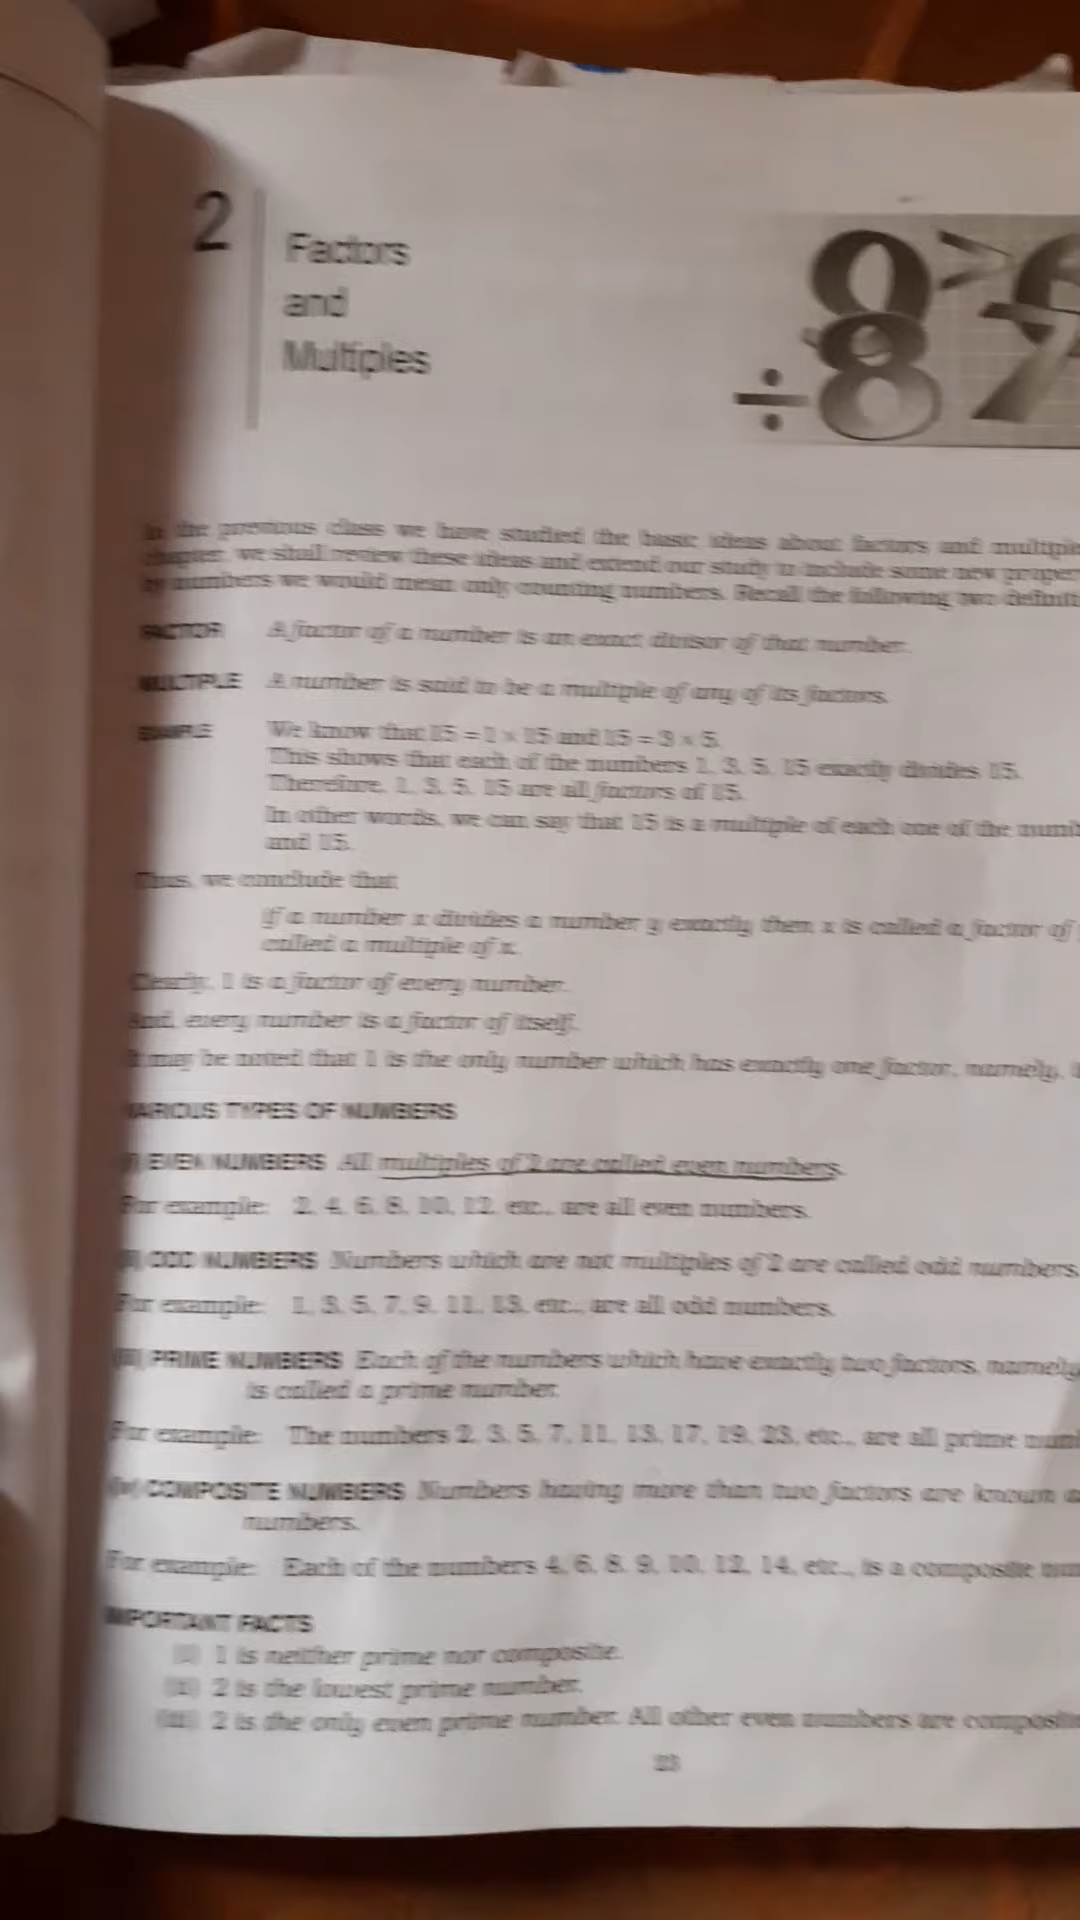 2
Factors
and
Multiples
÷ 8 8 > 7
the previous class we have studied the basic ideas about factors and
we shall review these ideas and extend our study to include some new
by numbers we would mean only counting numbers. Recall the following two
FACTOR A factor of a number is an exact divisor of that number.
MULTIPLE A number is said to be a multiple of any of its factors.
EXAMPLE We know that 15 = 1 × 15 and 15 = 3 × 5.
This shows that each of the numbers 1, 3, 5, 15 exactly divides 15.
Therefore, 1, 3, 5, 15 are all factors of 15.
In other words, we can say that 15 is a multiple of each one of the
and 15.
Thus, we conclude that
if a number x divides a number y exactly then x is called a factor of
called a multiple of x.
Clearly, 1 is a factor of every number.
And, every number is a factor of itself.
It may be noted that 1 is the only number which has exactly one factor, namely,
VARIOUS TYPES OF NUMBERS
(i) EVEN NUMBERS All multiples of 2 are called even numbers.
For example: 2, 4, 6, 8, 10, 12, etc., are all even numbers.
(ii) ODD NUMBERS Numbers which are not multiples of 2 are called odd numbers.
For example: 1, 3, 5, 7, 9, 11, 13, etc., are all odd numbers.
(iii) PRIME NUMBERS Each of the numbers which have exactly two factors, namely
is called a prime number.
For example: The numbers 2, 3, 5, 7, 11, 13, 17, 19, 23, etc., are all prime
(iv) COMPOSITE NUMBERS Numbers having more than two factors are known
numbers.
For example: Each of the numbers 4, 6, 8, 9, 10, 12, 14, etc., is a composite
IMPORTANT FACTS
(i) 1 is neither prime nor composite.
(ii) 2 is the lowest prime number.
(iii) 2 is the only even prime number. All other even numbers are
23